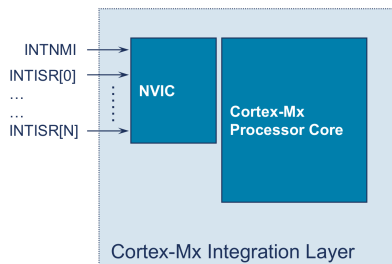 INTNMI
INTISR[0]
...
...
INTISR[N]
NVIC
Cortex-Mx
Processor Core
Cortex-Mx Integration Layer